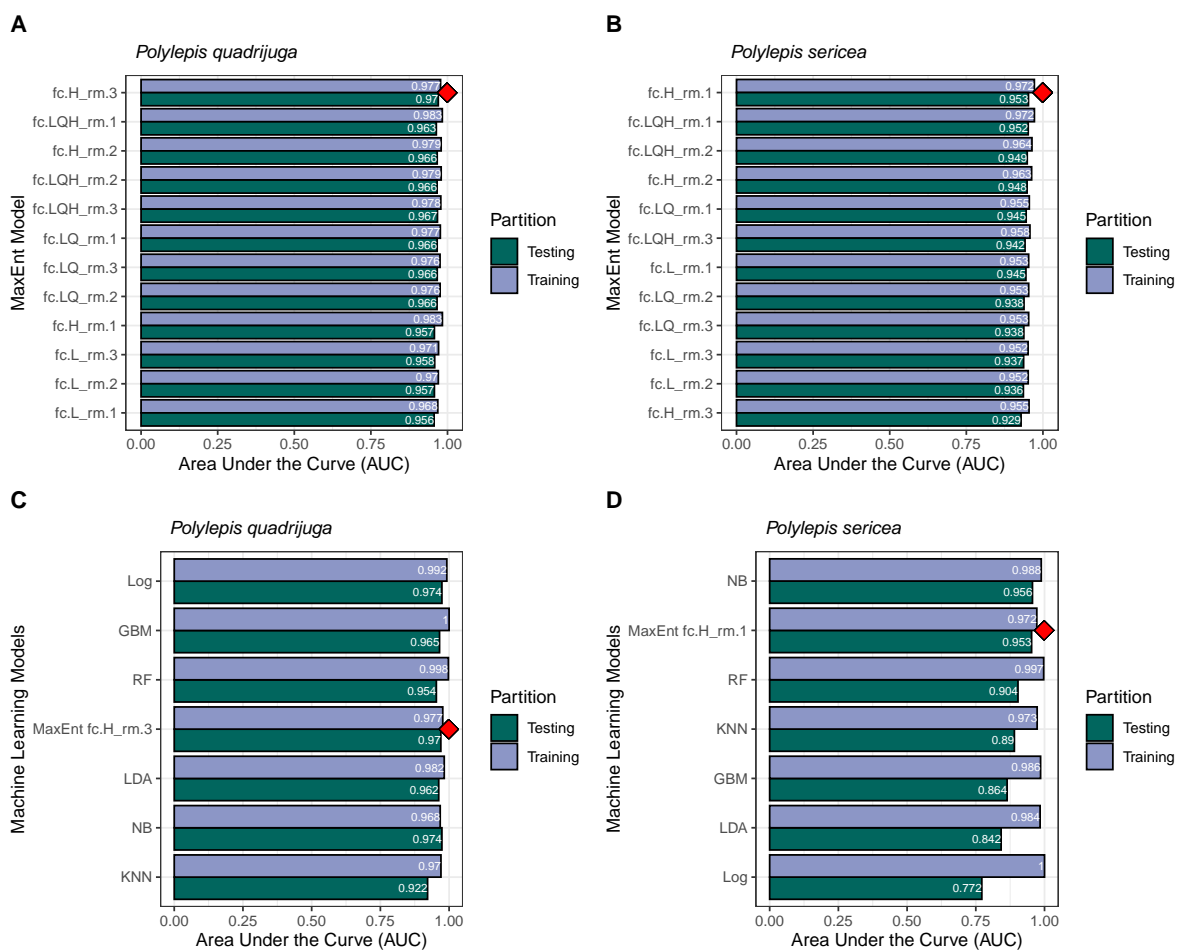 A
Polylepis quadrijuga
MaxEnt Model
fc.H_rm.3
0.977
0.97
fc.LQH_rm.1
0.983
0.963
fc.H_rm.2
0.979
0.966
fc.LQH_rm.2
0.979
0.966
fc.LQH_rm.3
0.978
0.967
fc.LQ_rm.1
0.977
0.966
fc.LQ_rm.3
0.976
0.966
fc.LQ_rm.2
0.976
0.966
fc.H_rm.1
0.983
0.957
fc.L_rm.3
0.971
0.958
fc.L_rm.2
0.97
0.957
fc.L_rm.1
0.968
0.956
0.00 0.25 0.50 0.75 1.00
Area Under the Curve (AUC)
Partition
Testing
Training
B
Polylepis sericea
MaxEnt Model
fc.H_rm.1
0.972
0.953
fc.LQH_rm.1
0.972
0.952
fc.LQH_rm.2
0.964
0.949
fc.H_rm.2
0.963
0.948
fc.LQ_rm.1
0.955
0.945
fc.LQH_rm.3
0.958
0.942
fc.L_rm.1
0.953
0.945
fc.LQ_rm.2
0.953
0.938
fc.LQ_rm.3
0.953
0.938
fc.L_rm.3
0.952
0.937
fc.L_rm.2
0.952
0.936
fc.H_rm.3
0.955
0.929
0.00 0.25 0.50 0.75 1.00
Area Under the Curve (AUC)
Partition
Testing
Training
C
Polylepis quadrijuga
Machine Learning Models
Log
0.992
0.974
GBM
1
0.965
RF
0.998
0.954
MaxEnt fc.H_rm.3
0.977
0.97
LDA
0.982
0.962
NB
0.968
0.974
KNN
0.97
0.922
0.00 0.25 0.50 0.75 1.00
Area Under the Curve (AUC)
Partition
Testing
Training
D
Polylepis sericea
Machine Learning Models
NB
0.988
0.956
MaxEnt fc.H_rm.1
0.972
0.953
RF
0.997
0.904
KNN
0.973
0.89
GBM
0.986
0.864
LDA
0.984
0.842
Log
1
0.772
0.00 0.25 0.50 0.75 1.00
Area Under the Curve (AUC)
Partition
Testing
Training